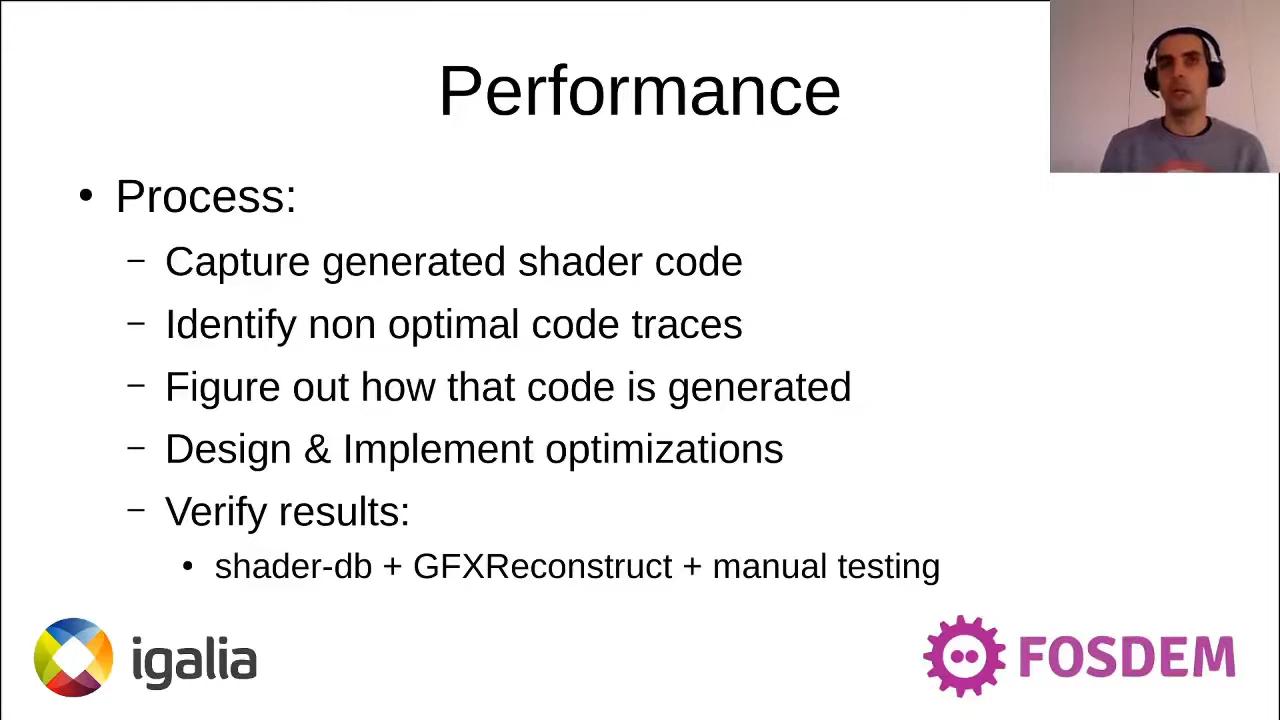 Performance
• Process:
– Capture generated shader code
– Identify non optimal code traces
– Figure out how that code is generated
– Design & Implement optimizations
– Verify results:
• shader-db + GFXReconstruct + manual testing
igalia
FOSDEM